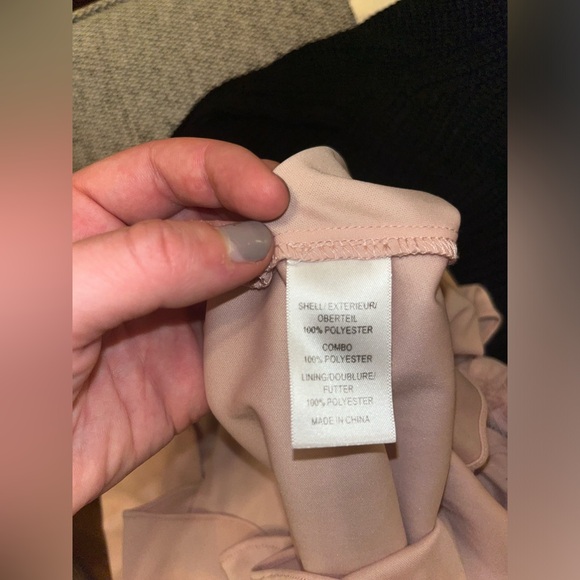 SHELL/EXTERIEUR/
OBERTEIL
100% POLYESTER
COMBO
100% POLYESTER
LINING/DOUBLURE/
FUTTER
100% POLYESTER
MADE IN CHINA